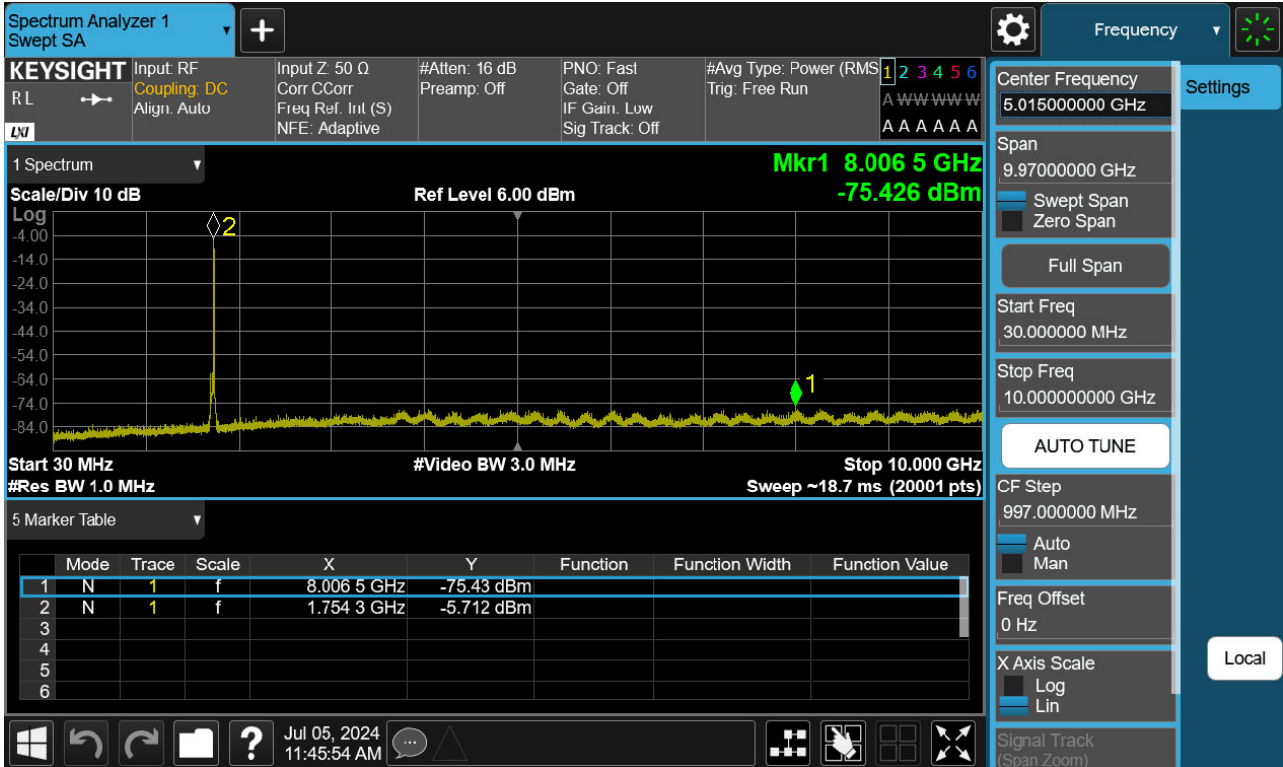 Spectrum Analyzer 1
Swept SA
+
Frequency
KEYSIGHT
RL
LXI
Input: RF
Coupling: DC
Align: Auto
Input Z: 50 Ω
Corr CCorr
Freq Ref: Int (S)
NFE: Adaptive
#Atten: 16 dB
Preamp: Off
PNO: Fast
Gate: Off
IF Gain: Low
Sig Track: Off
#Avg Type: Power (RMS
Trig: Free Run
1 2 3 4 5 6
A W W W W W
A A A A A A
1 Spectrum
Scale/Div 10 dB
Ref Level 6.00 dBm
Mkr1 8.006 5 GHz
-75.426 dBm
Log
-4.00
-14.0
-24.0
-34.0
-44.0
-54.0
-64.0
-74.0
-84.0
2
1
Start 30 MHz
#Video BW 3.0 MHz
Stop 10.000 GHz
#Res BW 1.0 MHz
Sweep ~18.7 ms (20001 pts)
5 Marker Table
Mode Trace Scale X Y Function Function Width Function Value
1 N 1 f 8.006 5 GHz -75.43 dBm
2 N 1 f 1.754 3 GHz -5.712 dBm
3
4
5
6
?
Jul 05, 2024
11:45:54 AM
Center Frequency
5.015000000 GHz
Settings
Span
9.97000000 GHz
Swept Span
Zero Span
Full Span
Start Freq
30.000000 MHz
Stop Freq
10.000000000 GHz
AUTO TUNE
CF Step
997.000000 MHz
Auto
Man
Freq Offset
0 Hz
X Axis Scale
Log
Lin
Local
Signal Track
(Span Zoom)